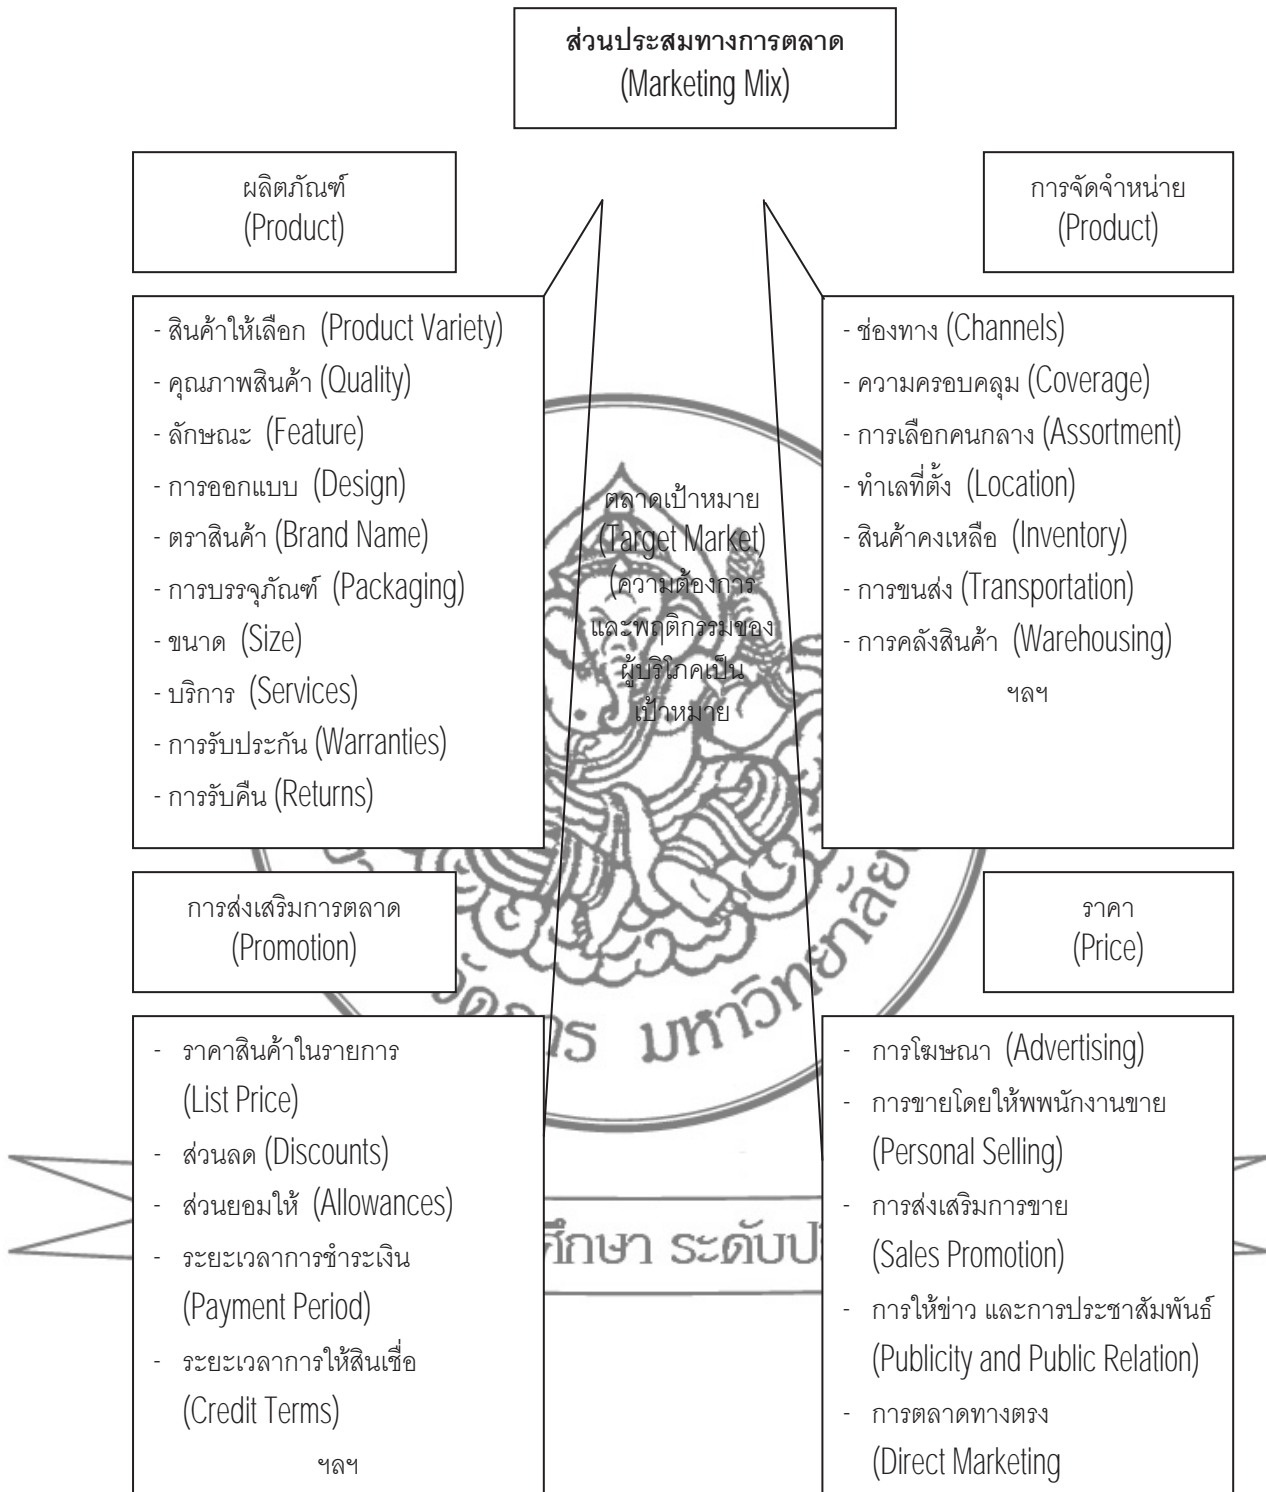 ส่วนประสมทางการตลาด
(Marketing Mix)
ผลิตภัณฑ์
(Product)
การจัดจำหน่าย
(Product)
- สินค้าให้เลือก (Product Variety)
- คุณภาพสินค้า (Quality)
- ลักษณะ (Feature)
- การออกแบบ (Design)
- ตราสินค้า (Brand Name)
- การบรรจุภัณฑ์ (Packaging)
- ขนาด (Size)
- บริการ (Services)
- การรับประกัน (Warranties)
- การรับคืน (Returns)
ตลาดเป้าหมาย
(Target Market)
(ความต้องการ
และพฤติกรรมของ
ผู้บริโภคเป็น
เป้าหมาย
- ช่องทาง (Channels)
- ความครอบคลุม (Coverage)
- การเลือกคนกลาง (Assortment)
- ทำเลที่ตั้ง (Location)
- สินค้าคงเหลือ (Inventory)
- การขนส่ง (Transportation)
- การคลังสินค้า (Warehousing)
ฯลฯ
การส่งเสริมการตลาด
(Promotion)
ราคา
(Price)
- ราคาสินค้าในรายการ
(List Price)
- ส่วนลด (Discounts)
- ส่วนยอมให้ (Allowances)
- ระยะเวลาการชำระเงิน
(Payment Period)
- ระยะเวลาการให้สินเชื่อ
(Credit Terms)
ฯลฯ
- การโฆษณา (Advertising)
- การขายโดยให้พพนักงานขาย
(Personal Selling)
- การส่งเสริมการขาย
(Sales Promotion)
- การให้ข่าว และการประชาสัมพันธ์
(Publicity and Public Relation)
- การตลาดทางตรง
(Direct Marketing
มหาวิทยาลัย
ระดับ